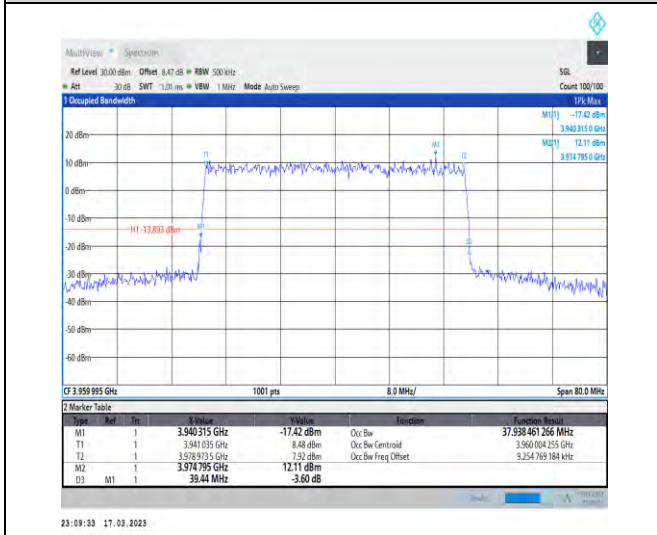 MultiView Spectrum
Ref Level 30.00 dBm Offset 8.47 dB RBW 500 kHz SGL
Att 30 dB SWT 1.01 ms VBW 1 MHz Mode Auto Sweep Count 100/100
1 Occupied Bandwidth 1Pk Max
M1[1] -17.42 dBm
3.940 315 0 GHz
M2[1] 12.11 dBm
3.974 795 0 GHz
20 dBm
M2
T1 T2
10 dBm
0 dBm
-10 dBm
H1 -13.893 dBm M1
-20 dBm D3
-30 dBm
-40 dBm
-50 dBm
-60 dBm
CF 3.959 995 GHz 1001 pts 8.0 MHz/ Span 80.0 MHz
2 Marker Table
Type Ref Trc X-Value Y-Value Function Function Result
M1 1 3.940 315 GHz -17.42 dBm Occ Bw 37.938 461 266 MHz
T1 1 3.941 035 GHz 8.48 dBm Occ Bw Centroid 3.960 004 255 GHz
T2 1 3.978 973 5 GHz 7.92 dBm Occ Bw Freq Offset 9.254 769 184 kHz
M2 1 3.974 795 GHz 12.11 dBm
D3 M1 1 39.44 MHz -3.60 dB
Ready
23:09:33 17.03.2023